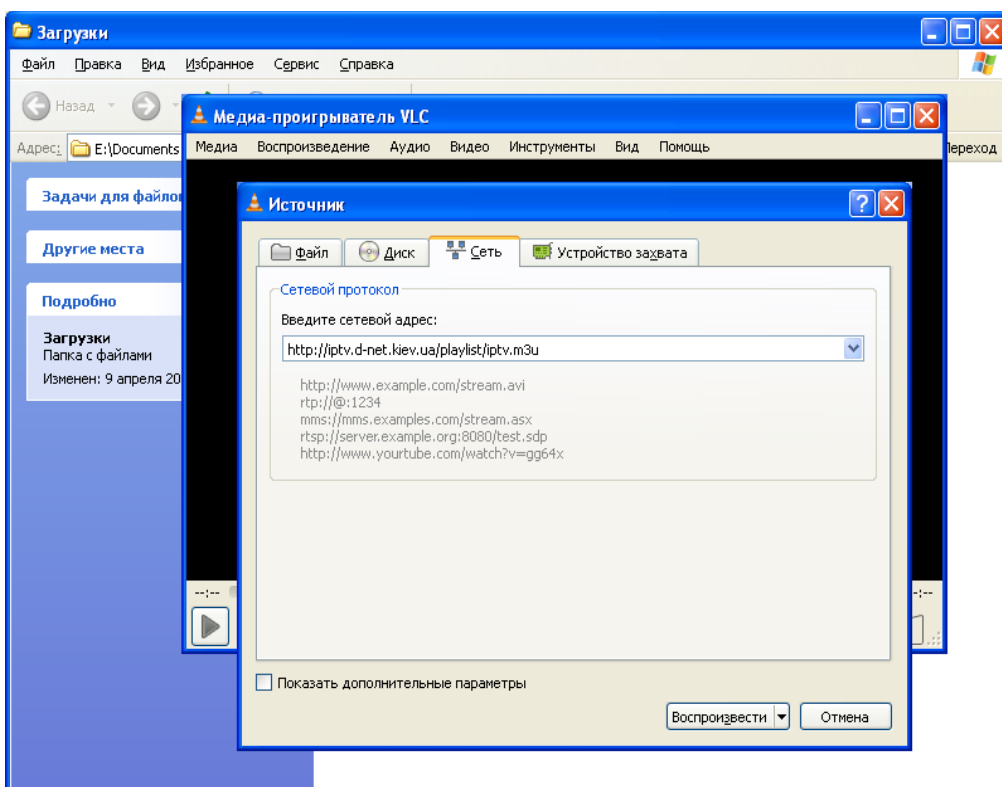 Загрузки
Файл Правка Вид Избранное Сервис Справка
Назад
Адрес: E:\Documents
Переход
Задачи для файлов
Другие места
Подробно
Загрузки
Папка с файлами
Изменен: 9 апреля 20
Медиа-проигрыватель VLC
Медиа Воспроизведение Аудио Видео Инструменты Вид Помощь
Источник
Файл Диск Сеть Устройство захвата
Сетевой протокол
Введите сетевой адрес:
http://iptv.d-net.kiev.ua/playlist/iptv.m3u
http://www.example.com/stream.avi
rtp://@:1234
mms://mms.examples.com/stream.asx
rtsp://server.example.org:8080/test.sdp
http://www.yourtube.com/watch?v=gg64x
--:--
Показать дополнительные параметры
Воспроизвести Отмена